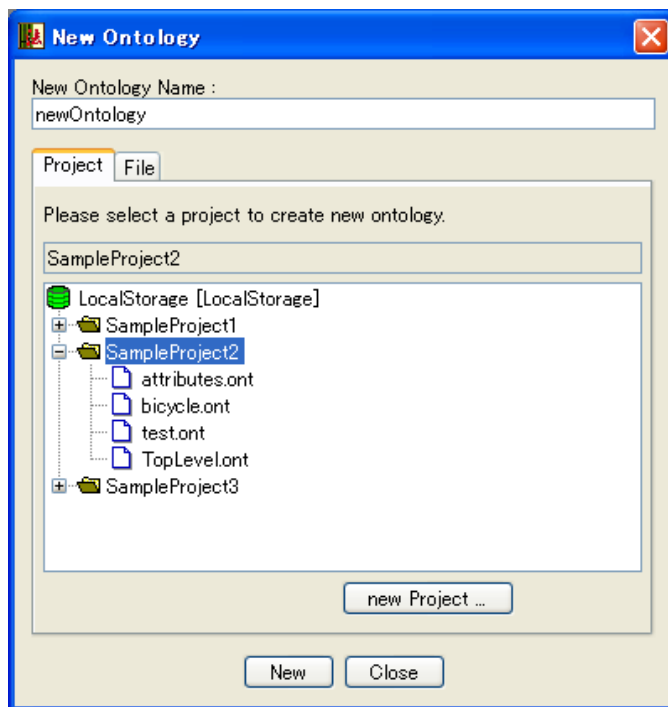 New Ontology
New Ontology Name :
newOntology
Project File
Please select a project to create new ontology.
SampleProject2
LocalStorage [LocalStorage]
SampleProject1
SampleProject2
attributes.ont
bicycle.ont
test.ont
TopLevel.ont
SampleProject3
new Project ...
New Close